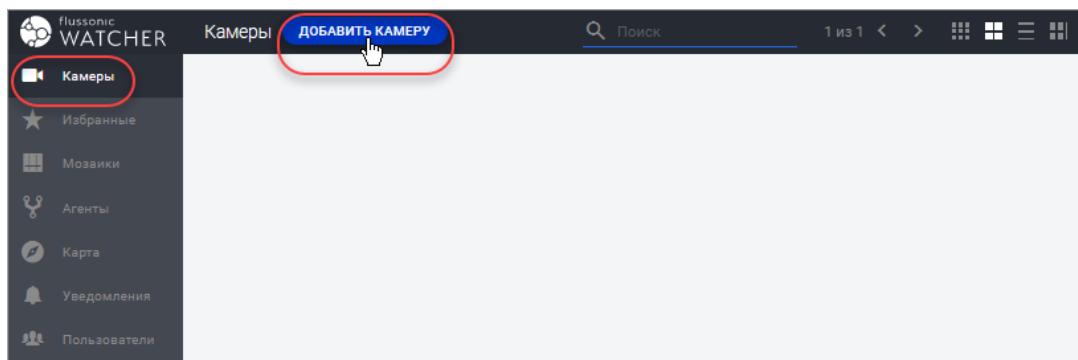 flussonic
WATCHER
Камеры
ДОБАВИТЬ КАМЕРУ
Поиск
1 из 1
Камеры
Избранные
Мозаики
Агенты
Карта
Уведомления
Пользователи